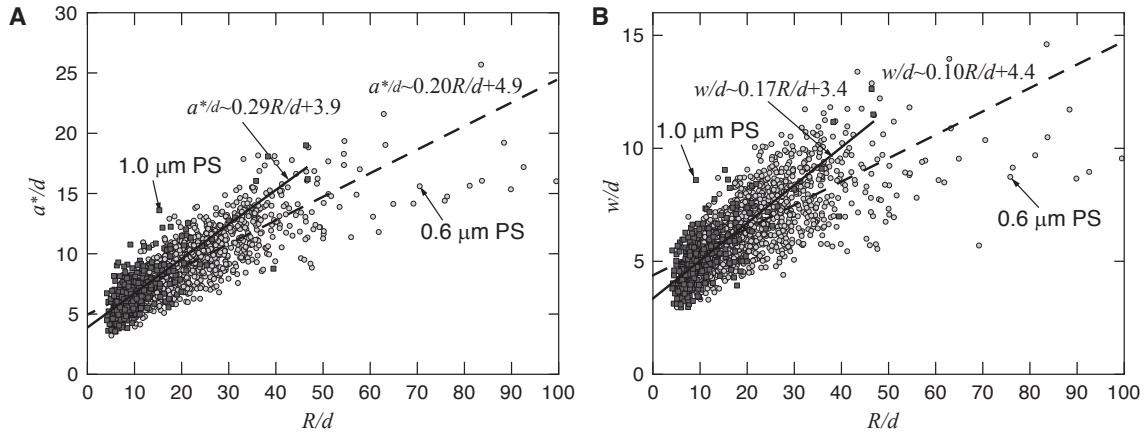 A
30
25
20
15
10
5
0
a*/d
a*/d~0.20R/d+4.9
a*/d~0.29R/d+3.9
1.0 μm PS
0.6 μm PS
0 10 20 30 40 50 60 70 80 90 100
R/d
B
15
10
5
0
w/d
w/d~0.10R/d+4.4
w/d~0.17R/d+3.4
1.0 μm PS
0.6 μm PS
0 10 20 30 40 50 60 70 80 90 100
R/d